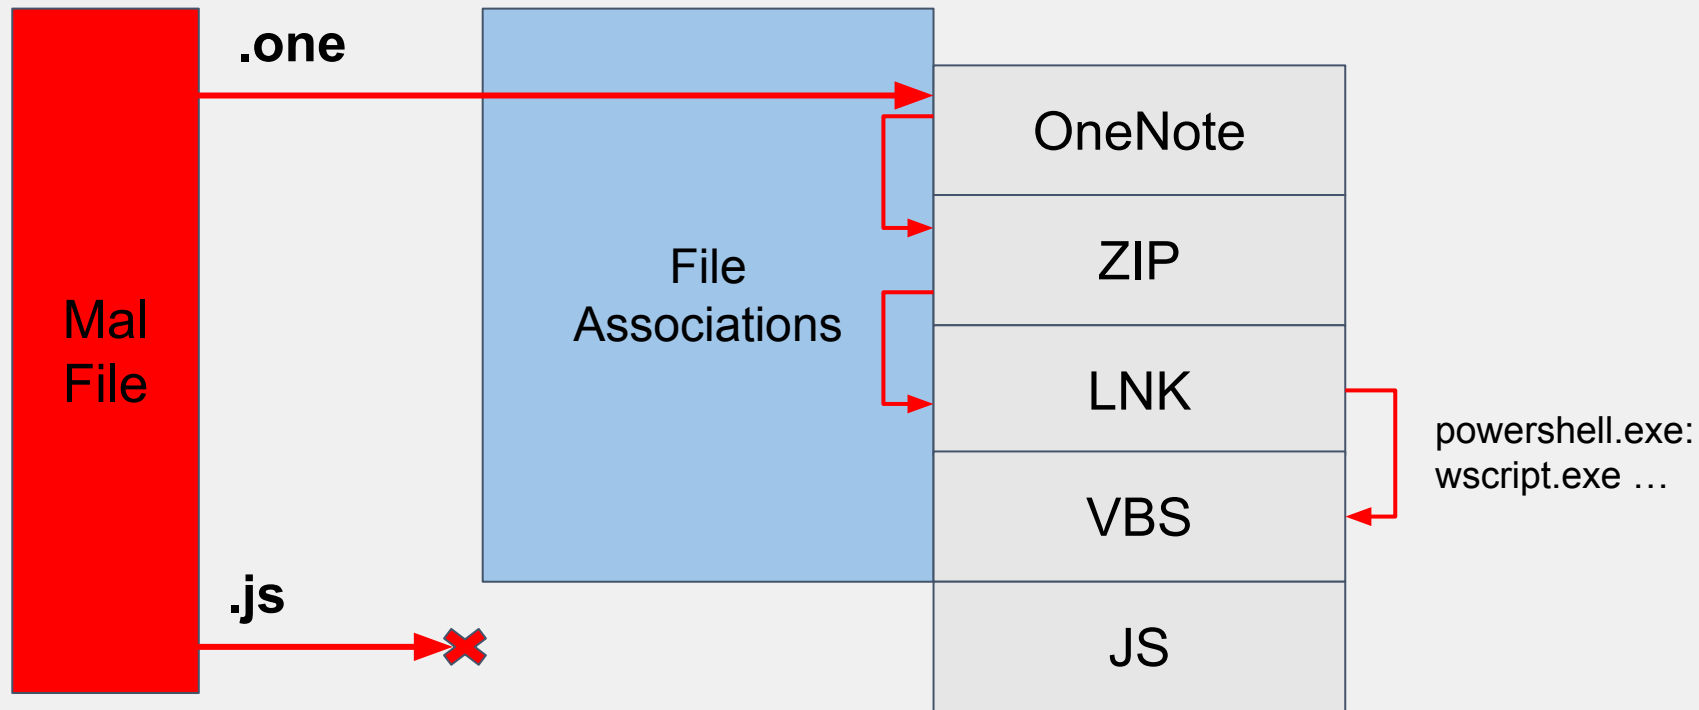 .one
OneNote
ZIP
File
Associations
Mal
File
LNK
powershell.exe:
wscript.exe …
VBS
.js
JS